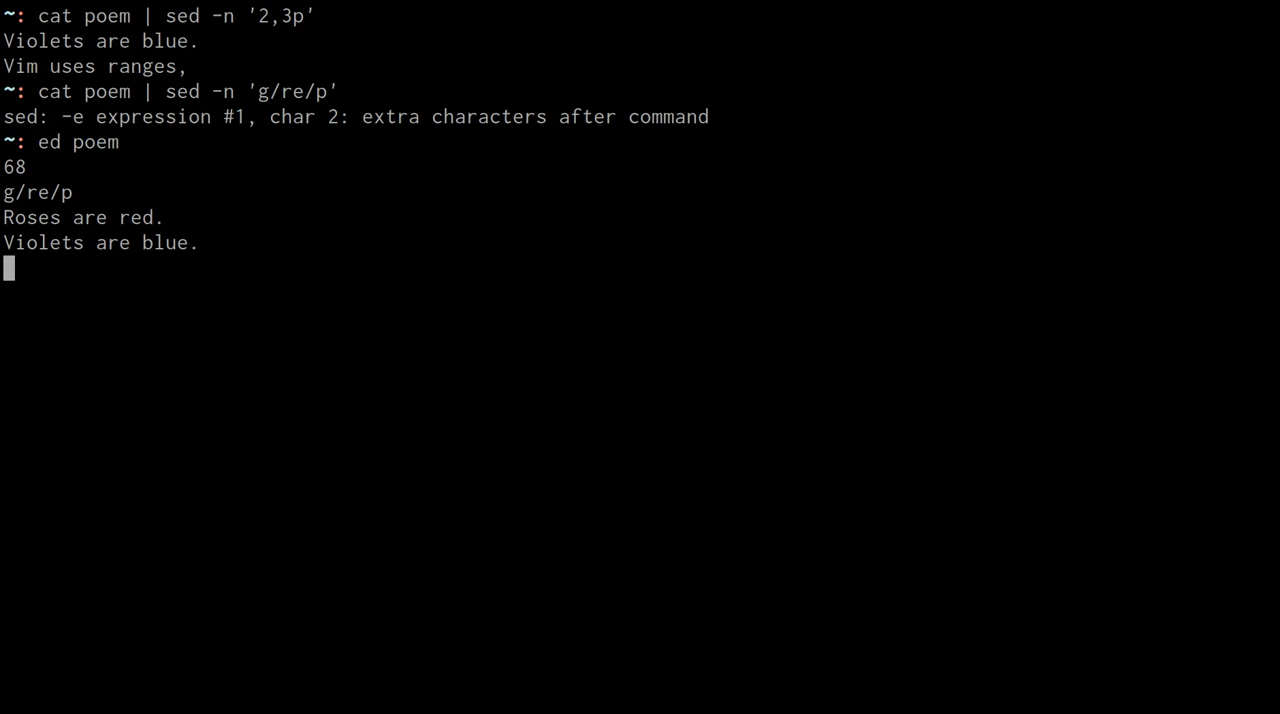 ~: cat poem | sed -n '2,3p'
Violets are blue.
Vim uses ranges,
~: cat poem | sed -n 'g/re/p'
sed: -e expression #1, char 2: extra characters after command
~: ed poem
68
g/re/p
Roses are red.
Violets are blue.